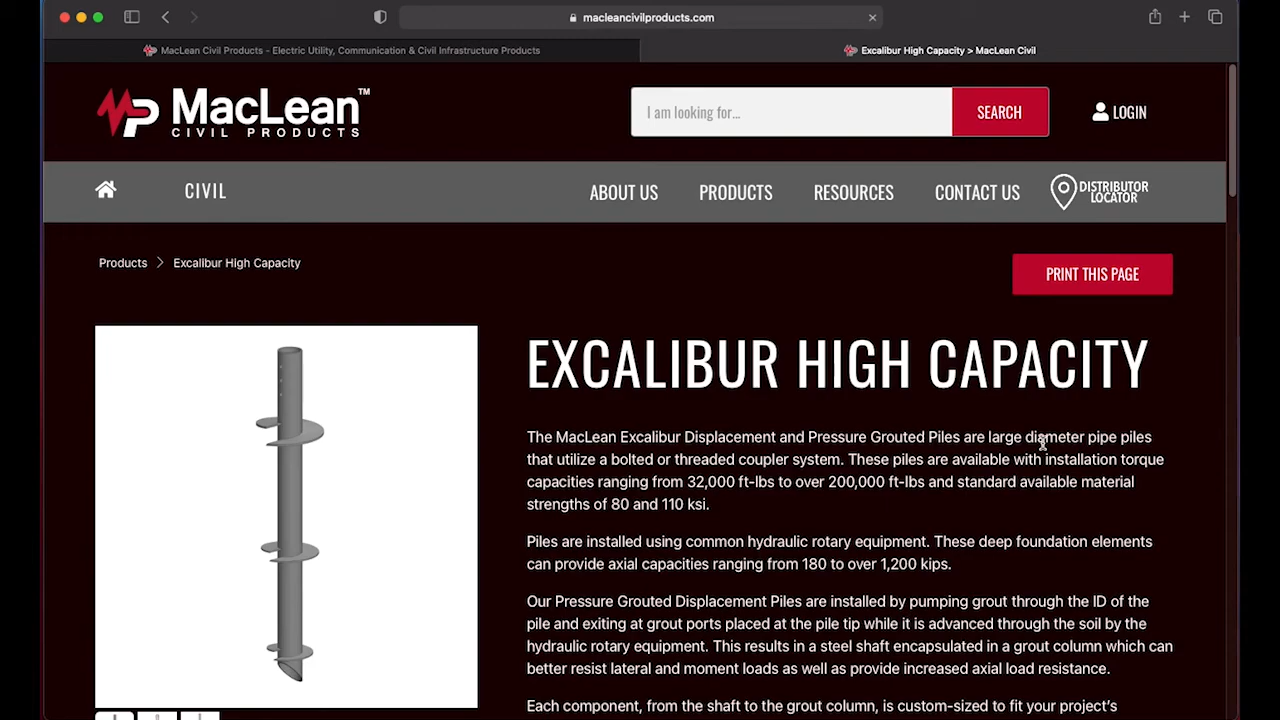 macleancivilproducts.com
MacLean Civil Products - Electric Utility, Communication & Civil Infrastructure Products
Excalibur High Capacity > MacLean Civil
MP MacLean™
CIVIL PRODUCTS
I am looking for...
SEARCH
LOGIN
CIVIL
ABOUT US
PRODUCTS
RESOURCES
CONTACT US
DISTRIBUTOR
LOCATOR
Products > Excalibur High Capacity
PRINT THIS PAGE
EXCALIBUR HIGH CAPACITY
The MacLean Excalibur Displacement and Pressure Grouted Piles are large diameter pipe piles
that utilize a bolted or threaded coupler system. These piles are available with installation torque
capacities ranging from 32,000 ft-lbs to over 200,000 ft-lbs and standard available material
strengths of 80 and 110 ksi.
Piles are installed using common hydraulic rotary equipment. These deep foundation elements
can provide axial capacities ranging from 180 to over 1,200 kips.
Our Pressure Grouted Displacement Piles are installed by pumping grout through the ID of the
pile and exiting at grout ports placed at the pile tip while it is advanced through the soil by the
hydraulic rotary equipment. This results in a steel shaft encapsulated in a grout column which can
better resist lateral and moment loads as well as provide increased axial load resistance.
Each component, from the shaft to the grout column, is custom-sized to fit your project's